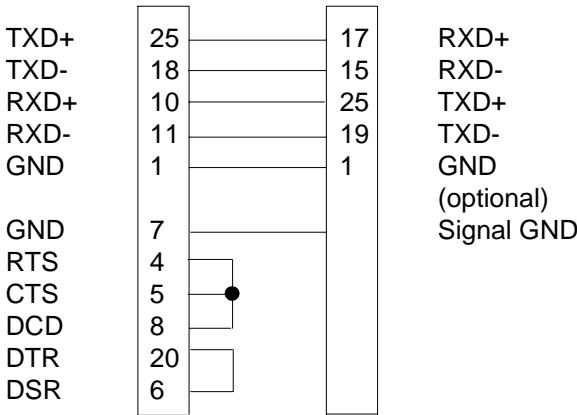 TXD+ 25 17 RXD+
TXD- 18 15 RXD-
RXD+ 10 25 TXD+
RXD- 11 19 TXD-
GND 1 1 GND
(optional)
GND 7 Signal GND
RTS 4
CTS 5
DCD 8
DTR 20
DSR 6